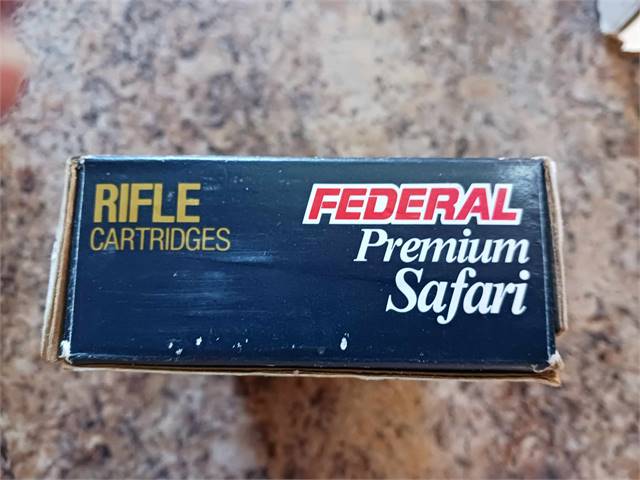 RIFLE
CARTRIDGES
FEDERAL
Premium
Safari